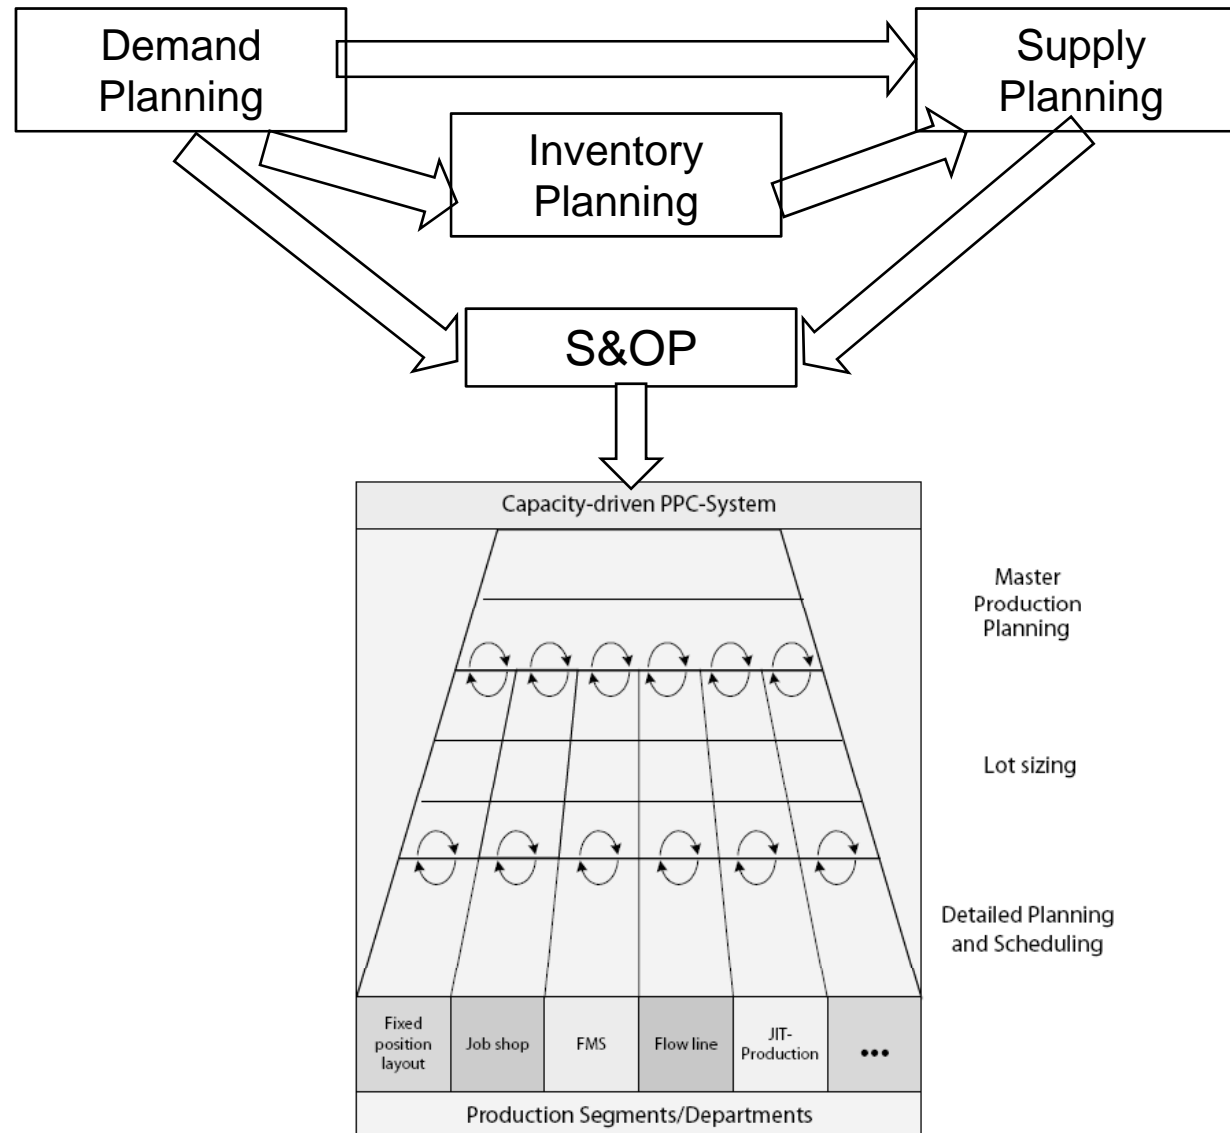 Demand
Planning
Supply
Planning
Inventory
Planning
S&OP
Capacity-driven PPC-System
Master
Production
Planning
Lot sizing
Detailed Planning
and Scheduling
Fixed
position
layout
Job shop
FMS
Flow line
JIT-
Production
•••
Production Segments/Departments